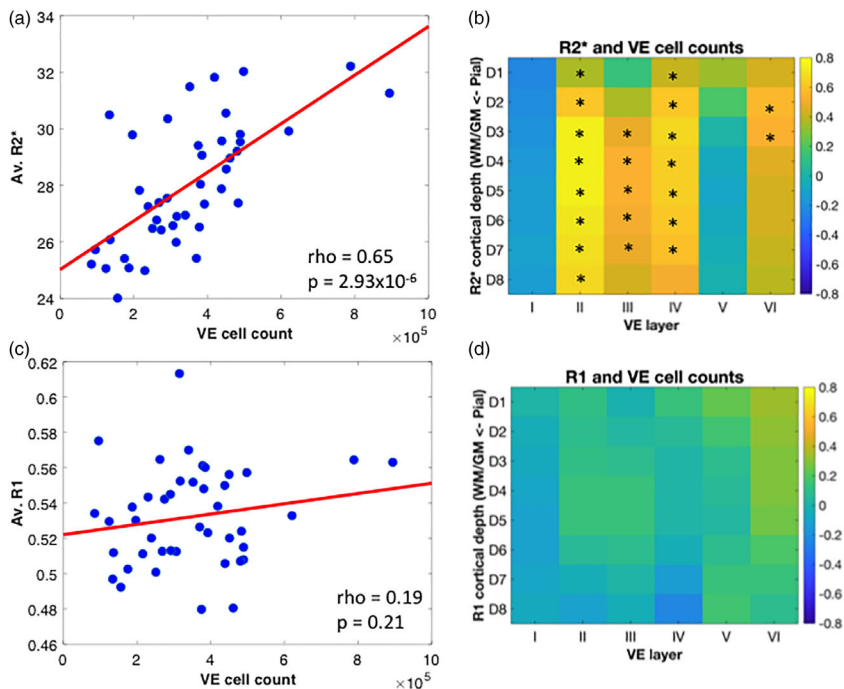 (a)
34
32
30
28
26
24
Av. R2*
rho = 0.65
p = 2.93x10-6
0 2 4 6 8 10
VE cell count
×10^5
(b)
R2* and VE cell counts
R2* cortical depth (WM/GM <- Pial)
D1
D2
D3
D4
D5
D6
D7
D8
* *
* * *
* * * *
* * *
* * *
* * *
* * *
*
I II III IV V VI
VE layer
0.8
0.6
0.4
0.2
0
-0.2
-0.4
-0.6
-0.8
(c)
0.62
0.6
0.58
0.56
0.54
0.52
0.5
0.48
0.46
Av. R1
rho = 0.19
p = 0.21
0 2 4 6 8 10
VE cell count
×10^5
(d)
R1 and VE cell counts
R1 cortical depth (WM/GM <- Pial)
D1
D2
D3
D4
D5
D6
D7
D8
I II III IV V VI
VE layer
0.8
0.6
0.4
0.2
0
-0.2
-0.4
-0.6
-0.8